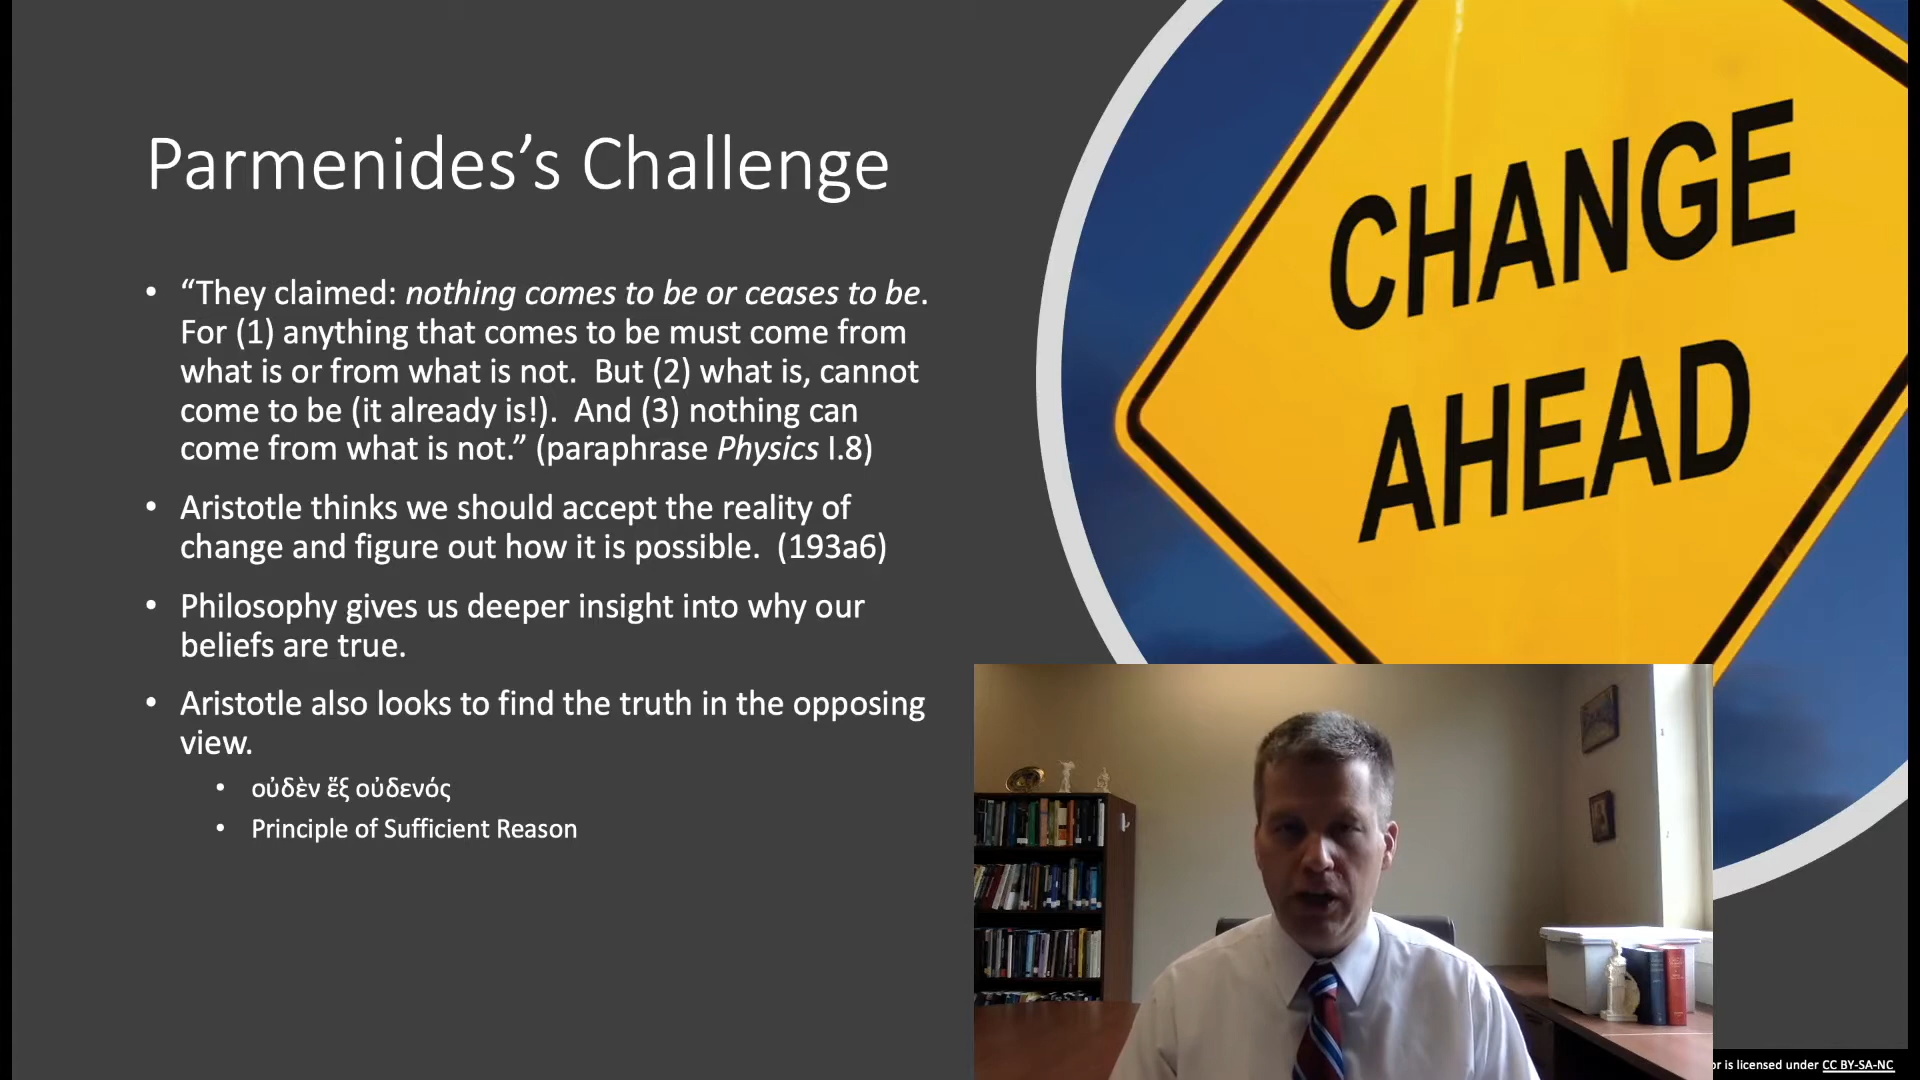 Parmenides’s Challenge
• “They claimed: nothing comes to be or ceases to be.
For (1) anything that comes to be must come from
what is or from what is not.  But (2) what is, cannot
come to be (it already is!).  And (3) nothing can
come from what is not.” (paraphrase Physics I.8)
• Aristotle thinks we should accept the reality of
change and figure out how it is possible.  (193a6)
• Philosophy gives us deeper insight into why our
beliefs are true.
• Aristotle also looks to find the truth in the opposing
view.
• οὐδὲν ἕξ οὐδενός
• Principle of Sufficient Reason
CHANGE
AHEAD
is licensed under CC BY-SA-NC